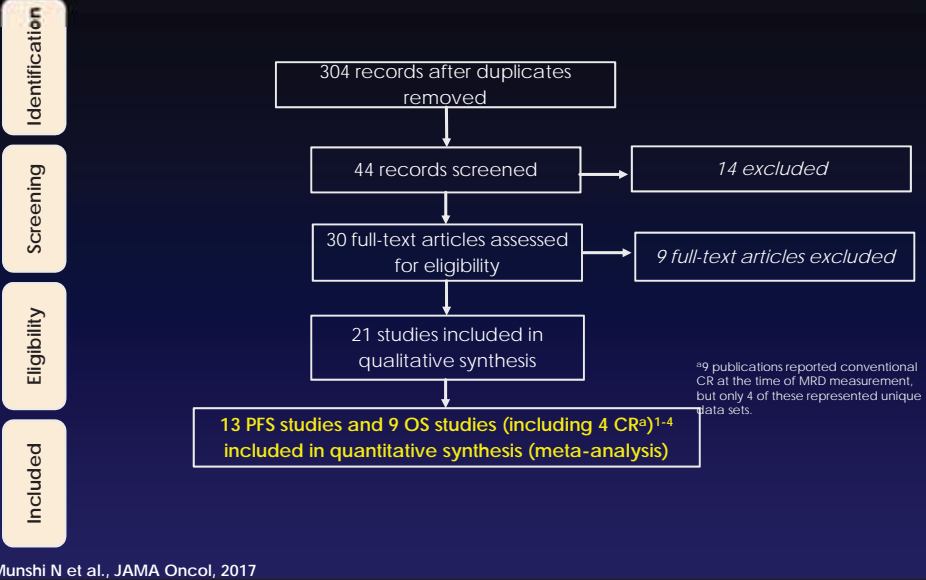 Identification
304 records after duplicates
removed
Screening
44 records screened
14 excluded
30 full-text articles assessed
for eligibility
9 full-text articles excluded
Eligibility
21 studies included in
qualitative synthesis
ᵃ9 publications reported conventional
CR at the time of MRD measurement,
but only 4 of these represented unique
data sets.
Included
13 PFS studies and 9 OS studies (including 4 CRᵃ)¹⁻⁴
included in quantitative synthesis (meta-analysis)
Munshi N et al., JAMA Oncol, 2017